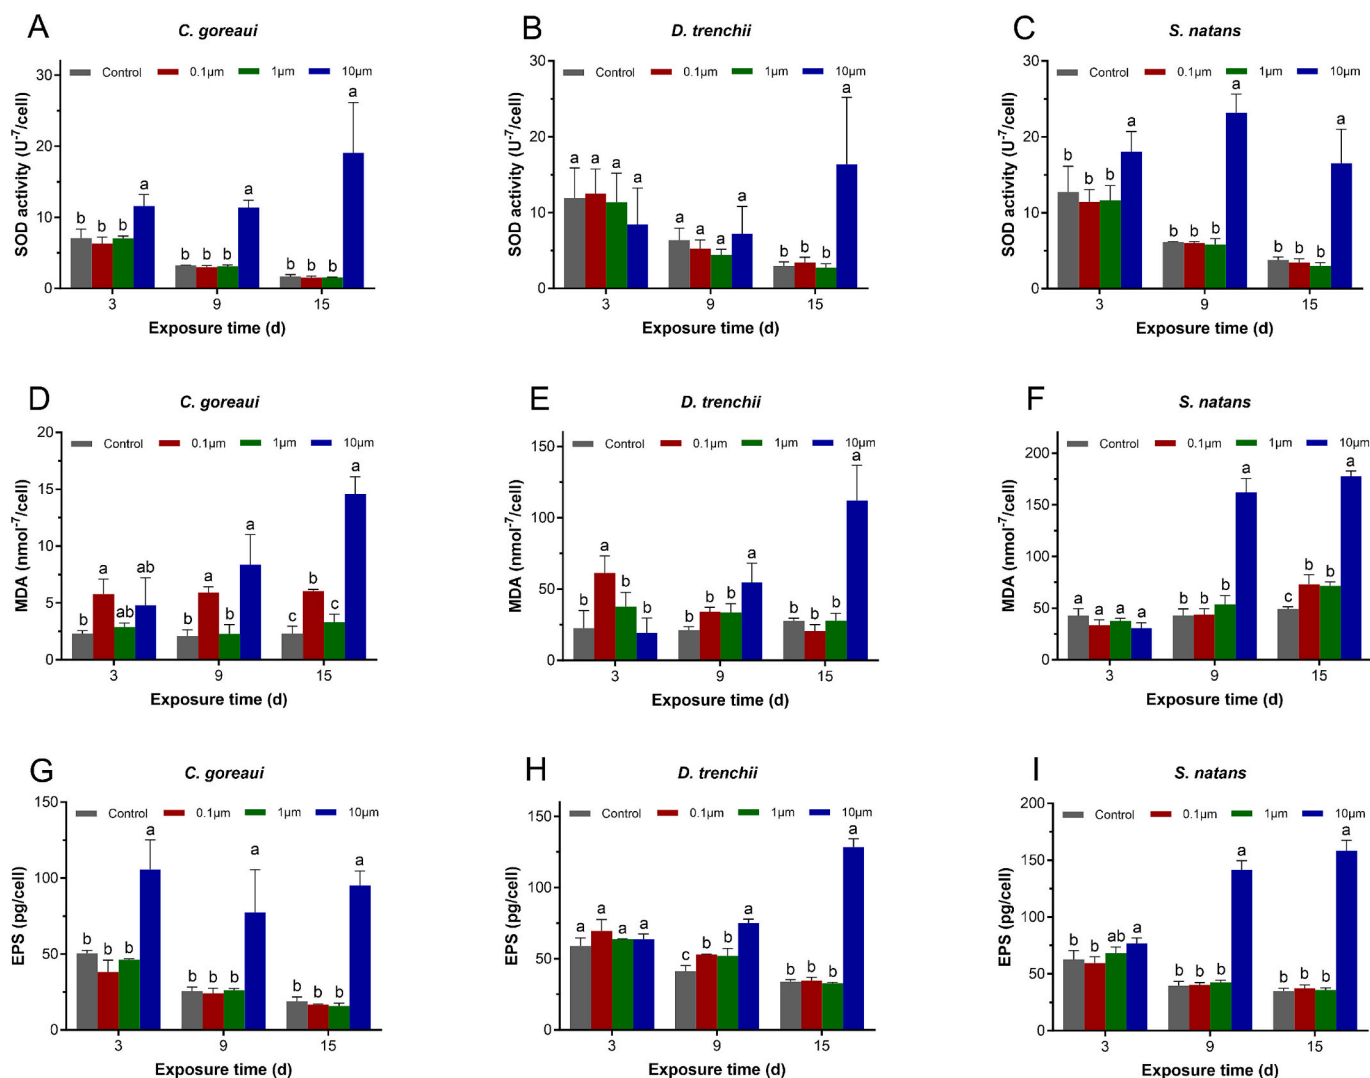 A
C. goreaui
Control 0.1μm 1μm 10μm
SOD activity (U⁻⁷/cell)
30
20
10
0
b b b a
b b b a
b b b a
3 9 15
Exposure time (d)
B
D. trenchii
Control 0.1μm 1μm 10μm
SOD activity (U⁻⁷/cell)
30
20
10
0
a a a a
a a a a
b b b a
3 9 15
Exposure time (d)
C
S. natans
Control 0.1μm 1μm 10μm
SOD activity (U⁻⁷/cell)
30
20
10
0
b b b a
b b b a
b b b a
3 9 15
Exposure time (d)
D
C. goreaui
Control 0.1μm 1μm 10μm
MDA (nmol⁻⁷/cell)
20
15
10
5
0
b a ab ab
b a b a
c b c a
3 9 15
Exposure time (d)
E
D. trenchii
Control 0.1μm 1μm 10μm
MDA (nmol⁻⁷/cell)
150
100
50
0
b a b b
b b b a
b b b a
3 9 15
Exposure time (d)
F
S. natans
Control 0.1μm 1μm 10μm
MDA (nmol⁻⁷/cell)
200
150
100
50
0
a a a a
b b b a
c b b a
3 9 15
Exposure time (d)
G
C. goreaui
Control 0.1μm 1μm 10μm
EPS (pg/cell)
150
100
50
0
b b b a
b b b a
b b b a
3 9 15
Exposure time (d)
H
D. trenchii
Control 0.1μm 1μm 10μm
EPS (pg/cell)
150
100
50
0
a a a a
c b b a
b b b a
3 9 15
Exposure time (d)
I
S. natans
Control 0.1μm 1μm 10μm
EPS (pg/cell)
200
150
100
50
0
b b ab a
b b b a
b b b a
3 9 15
Exposure time (d)